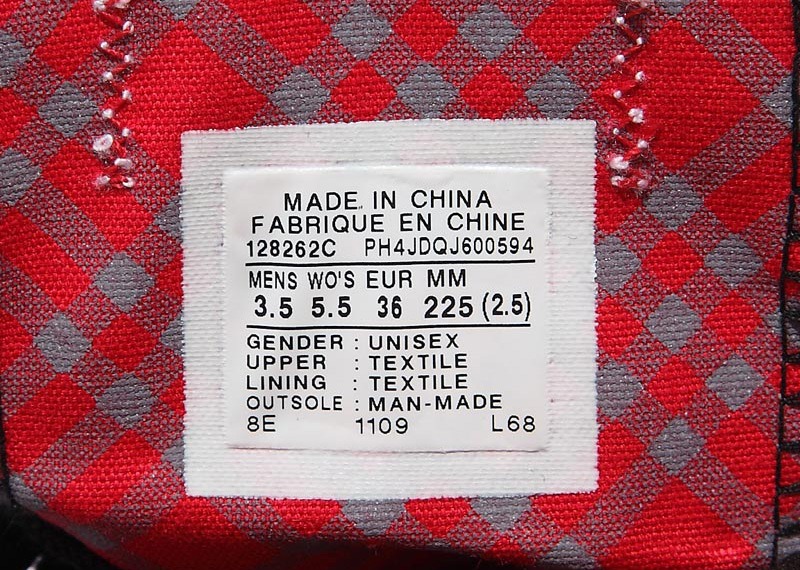 MADE IN CHINA
FABRIQUE EN CHINE
128262C PH4JDQJ600594
MENS WO'S EUR MM
3.5 5.5 36 225 (2.5)
GENDER : UNISEX
UPPER : TEXTILE
LINING : TEXTILE
OUTSOLE : MAN-MADE
8E 1109 L68